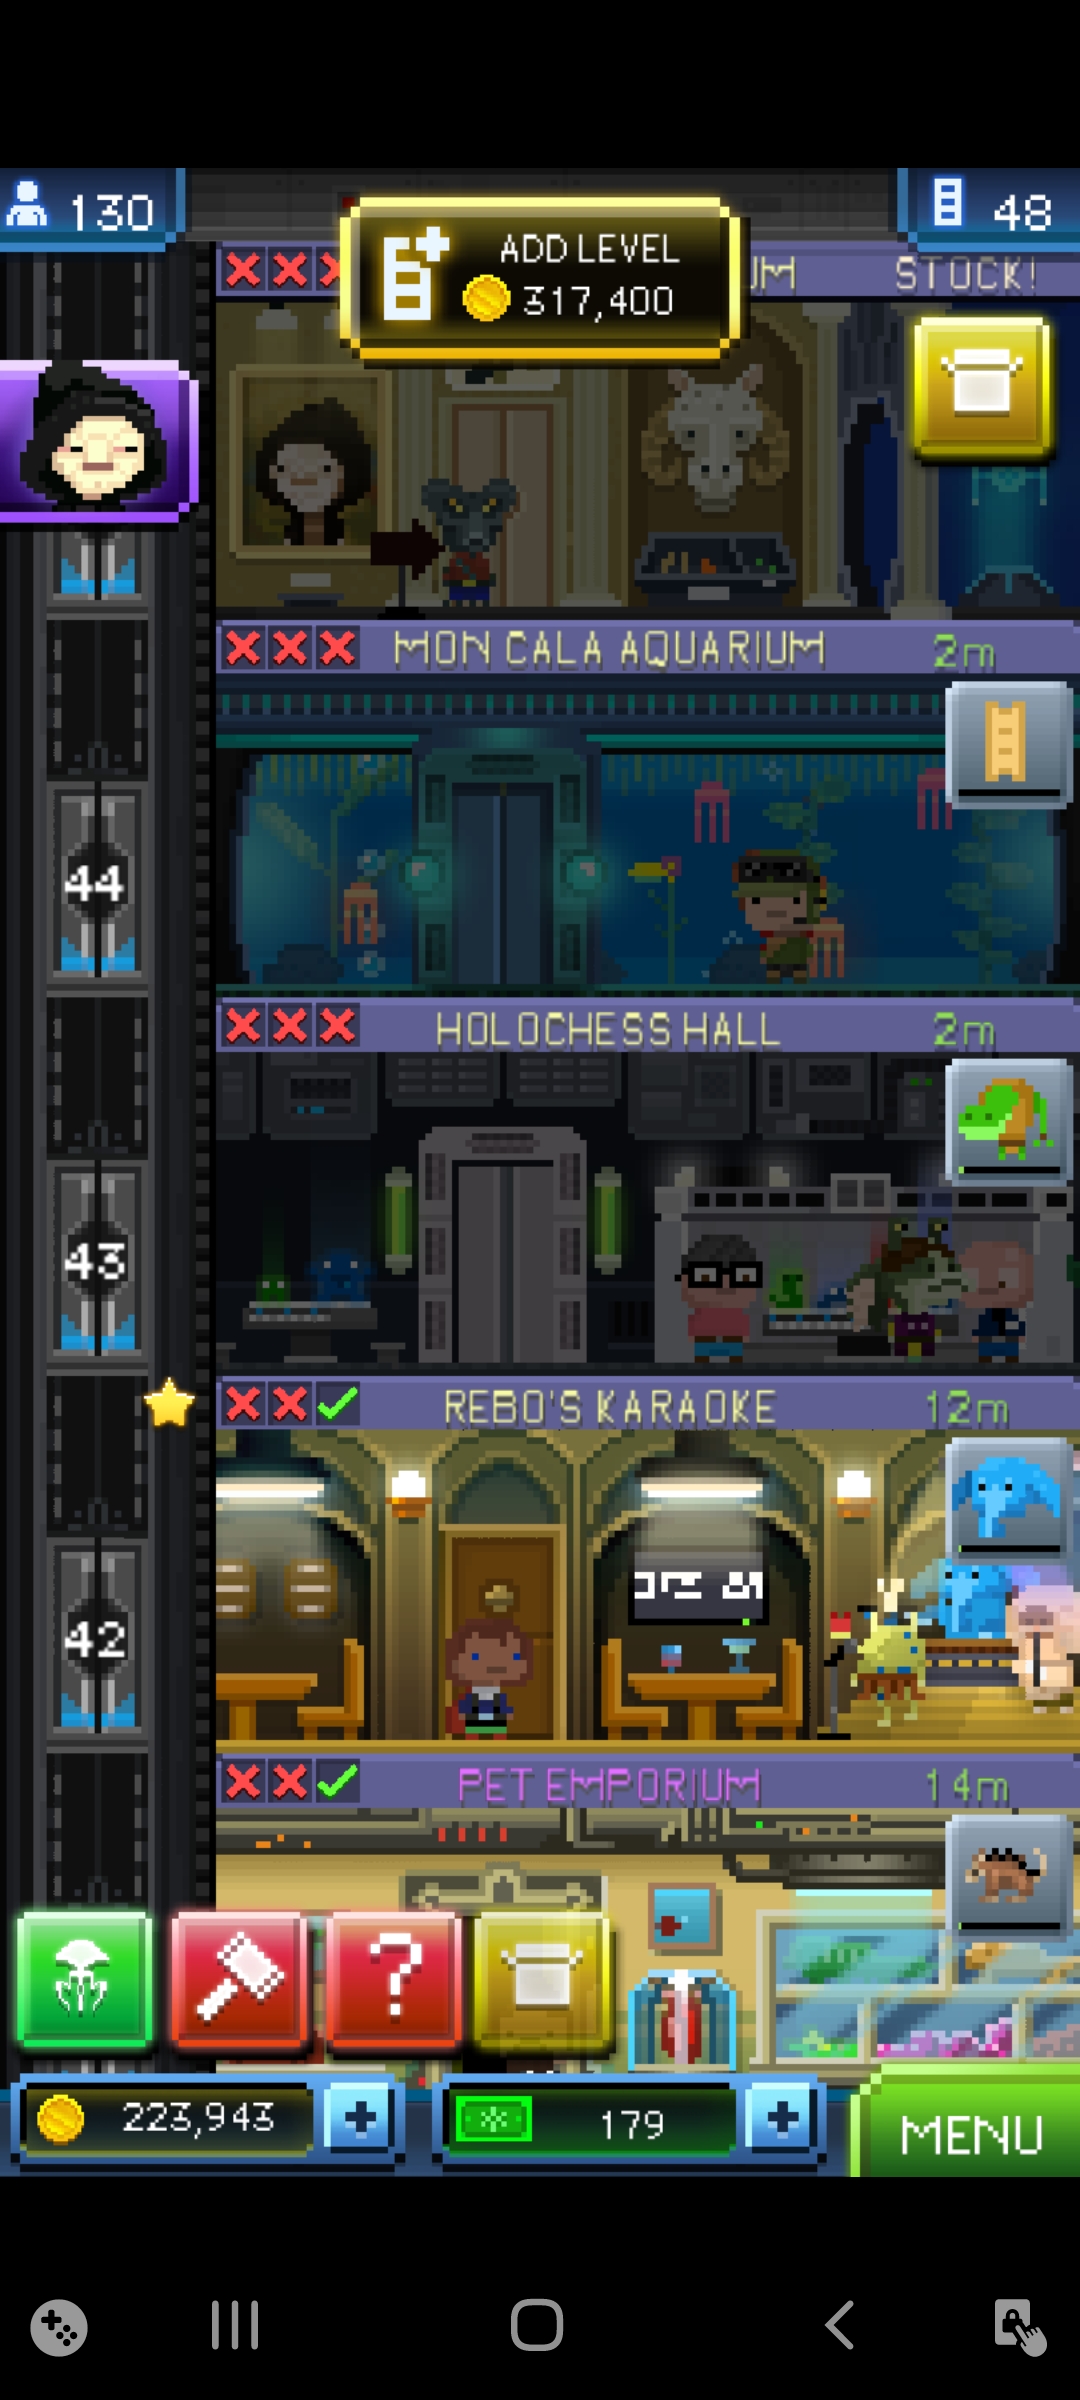 130
ADD LEVEL
317,400
48
UM
STOCK!
MON CALA AQUARIUM
2m
44
HOLOCHESS HALL
2m
43
REBO'S KARAOKE
12m
42
PET EMPORIUM
14m
?
223,943
179
MENU